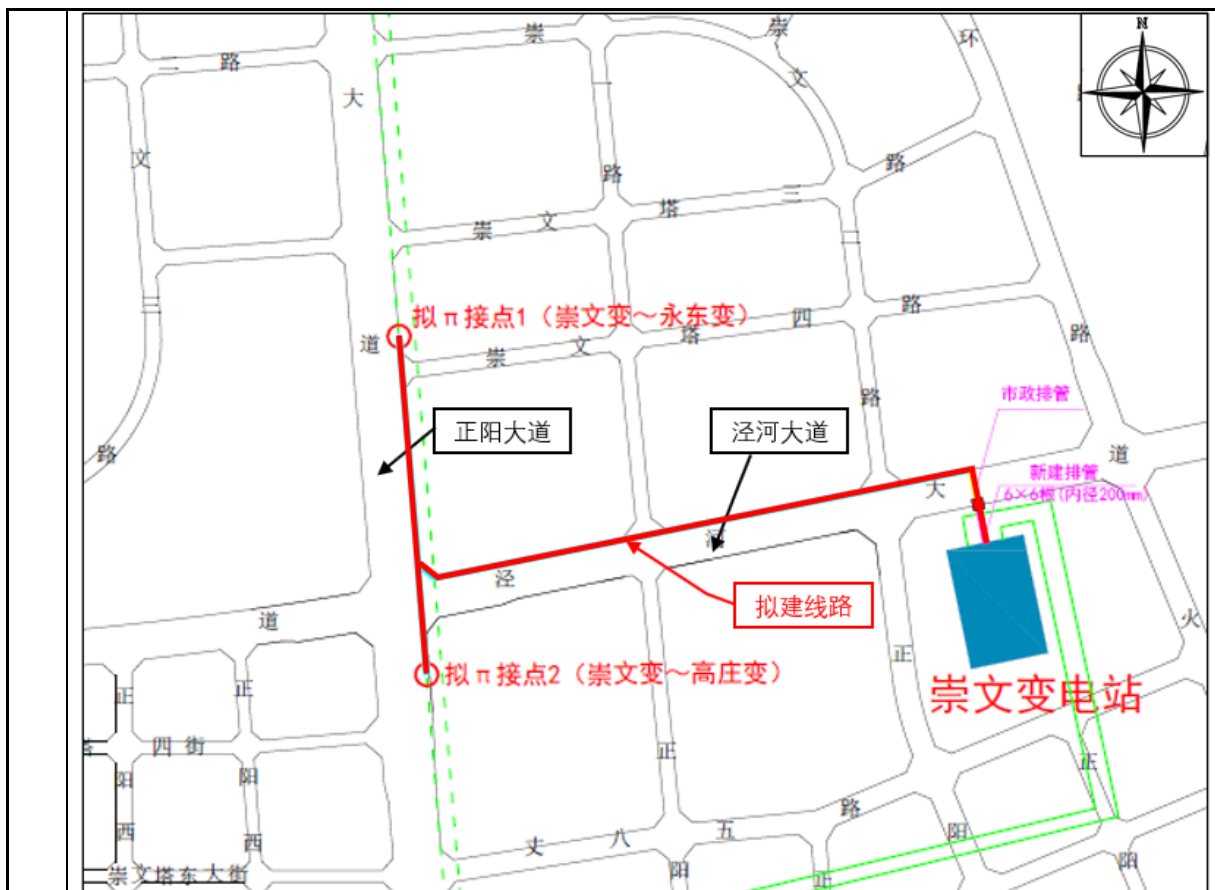 N
崇
崇
环
二
路
一
文
大
文
路
路
塔
三
崇
文
二
三
拟π接点1（崇文变～永东变）
四
路
道
崇
文
塔
路
路
市政排管
正阳大道
泾河大道
路
道
新建排管
大
6×6根(内径200mm)
河
泾
拟建线路
道
火
正
拟π接点2（崇文变～高庄变）
正
正
崇文变电站
塔
四街
正
正
阳
阳
路
西
西
丈
八
五
阳
崇文塔东大街
阳
正
阳